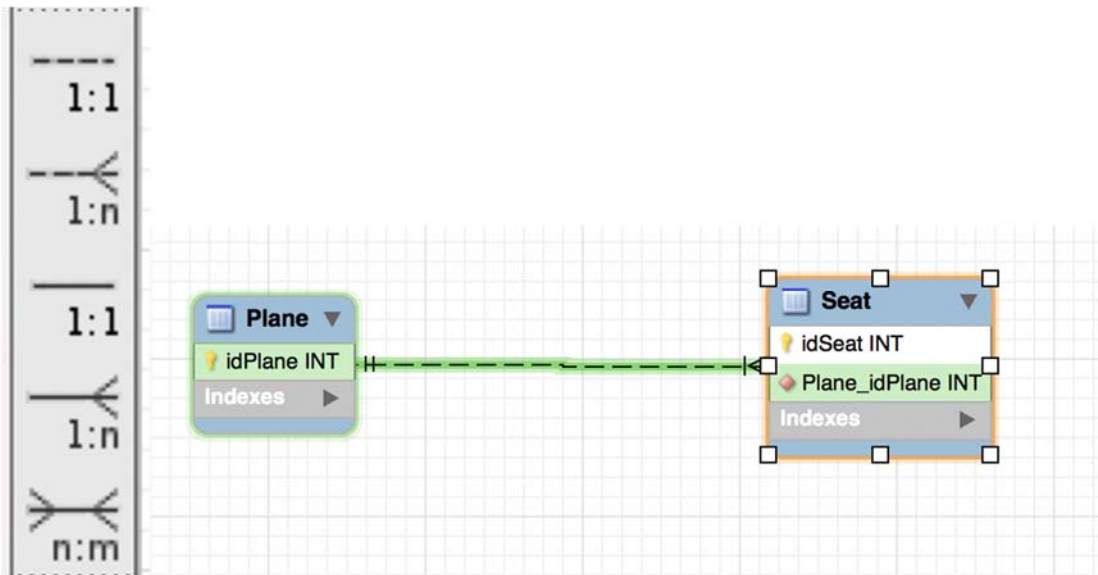 1:1
1:n
1:1
1:n
n:m
Plane
idPlane INT
Indexes
Seat
idSeat INT
Plane_idPlane INT
Indexes